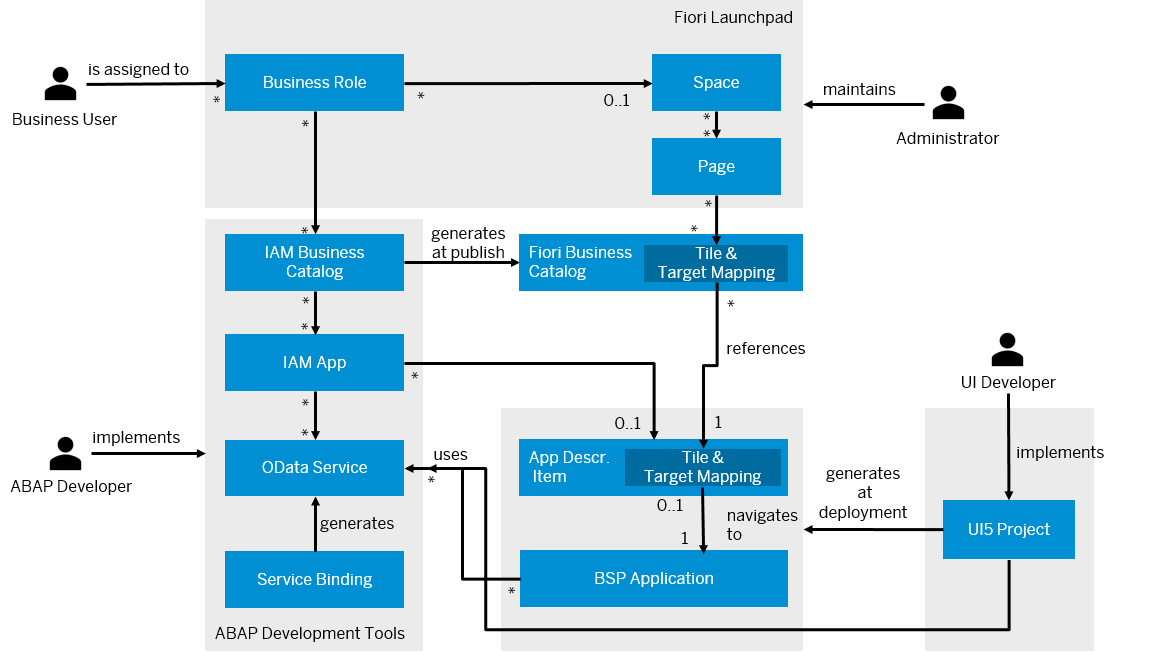 Fiori Launchpad
is assigned to
*
Business User
Business Role
*
0..1
Space
maintains
Administrator
*
*
*
Page
*
*
*
IAM Business
Catalog
generates
at publish
Fiori Business
Catalog
Tile &
Target Mapping
*
*
*
references
IAM App
*
UI Developer
*
*
0..1
1
implements
ABAP Developer
OData Service
uses
*
App Descr.
Item
Tile &
Target Mapping
implements
generates
at
deployment
0..1
navigates
to
1
UI5 Project
generates
Service Binding
*
BSP Application
ABAP Development Tools